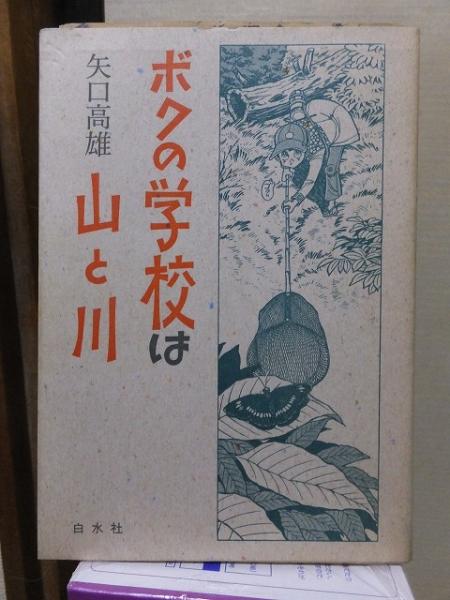 ボクの学校は
山と川
矢口高雄
白水社